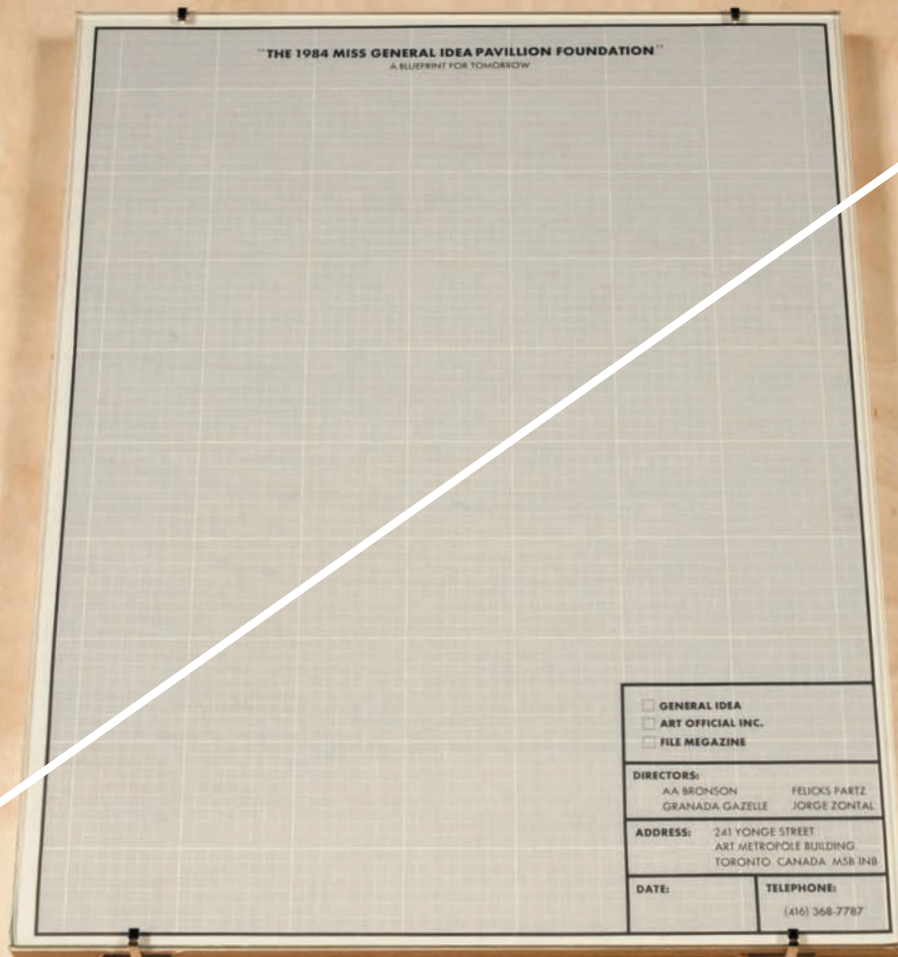 "THE 1984 MISS GENERAL IDEA PAVILLION FOUNDATION"
A BLUEPRINT FOR TOMORROW
GENERAL IDEA
ART OFFICIAL INC.
FILE MEGAZINE
DIRECTORS:
AA BRONSON FELICKS PARTZ
GRANADA GAZELLE JORGE ZONTAL
ADDRESS: 241 YONGE STREET
ART METROPOLE BUILDING
TORONTO CANADA M5B 1N8
DATE: TELEPHONE:
(416) 368-7787